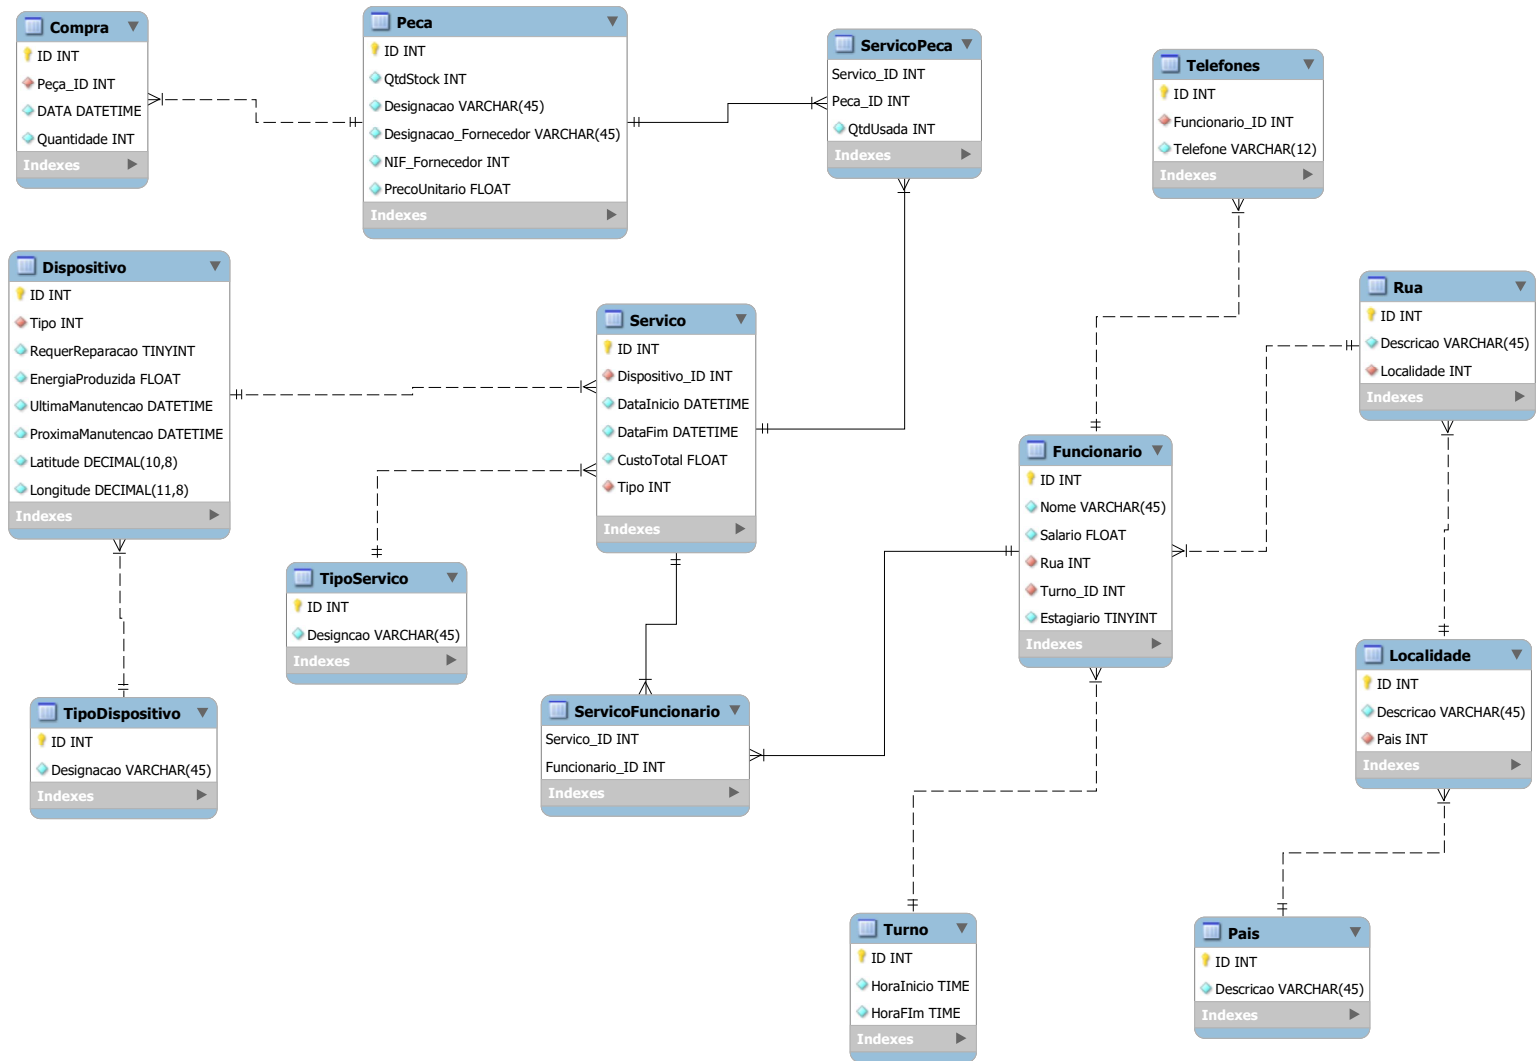 Compra
ID INT
Peça_ID INT
DATA DATETIME
Quantidade INT
Indexes
Peca
ID INT
QtdStock INT
Designacao VARCHAR(45)
Designacao_Fornecedor VARCHAR(45)
NIF_Fornecedor INT
PrecoUnitario FLOAT
Indexes
ServicoPeca
Servico_ID INT
Peca_ID INT
QtdUsada INT
Indexes
Telefones
ID INT
Funcionario_ID INT
Telefone VARCHAR(12)
Indexes
Dispositivo
ID INT
Tipo INT
RequerReparacao TINYINT
EnergiaProduzida FLOAT
UltimaManutencao DATETIME
ProximaManutencao DATETIME
Latitude DECIMAL(10,8)
Longitude DECIMAL(11,8)
Indexes
Servico
ID INT
Dispositivo_ID INT
DataInicio DATETIME
DataFim DATETIME
CustoTotal FLOAT
Tipo INT
Indexes
Rua
ID INT
Descricao VARCHAR(45)
Localidade INT
Indexes
Funcionario
ID INT
Nome VARCHAR(45)
Salario FLOAT
Rua INT
Turno_ID INT
Estagiario TINYINT
Indexes
TipoServico
ID INT
Designcao VARCHAR(45)
Indexes
Localidade
ID INT
Descricao VARCHAR(45)
Pais INT
Indexes
TipoDispositivo
ID INT
Designacao VARCHAR(45)
Indexes
ServicoFuncionario
Servico_ID INT
Funcionario_ID INT
Indexes
Turno
ID INT
HoraInicio TIME
HoraFIm TIME
Indexes
Pais
ID INT
Descricao VARCHAR(45)
Indexes